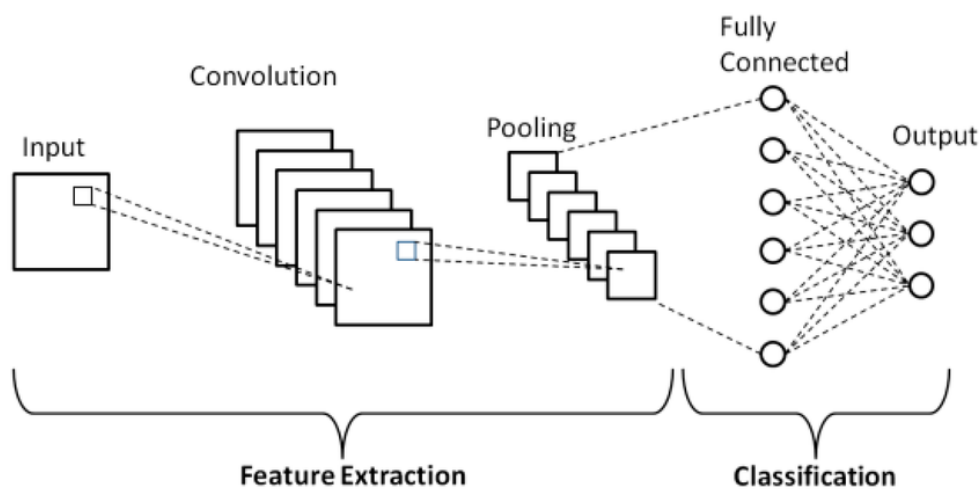 Input
Convolution
Pooling
Fully
Connected
Output
Feature Extraction
Classification